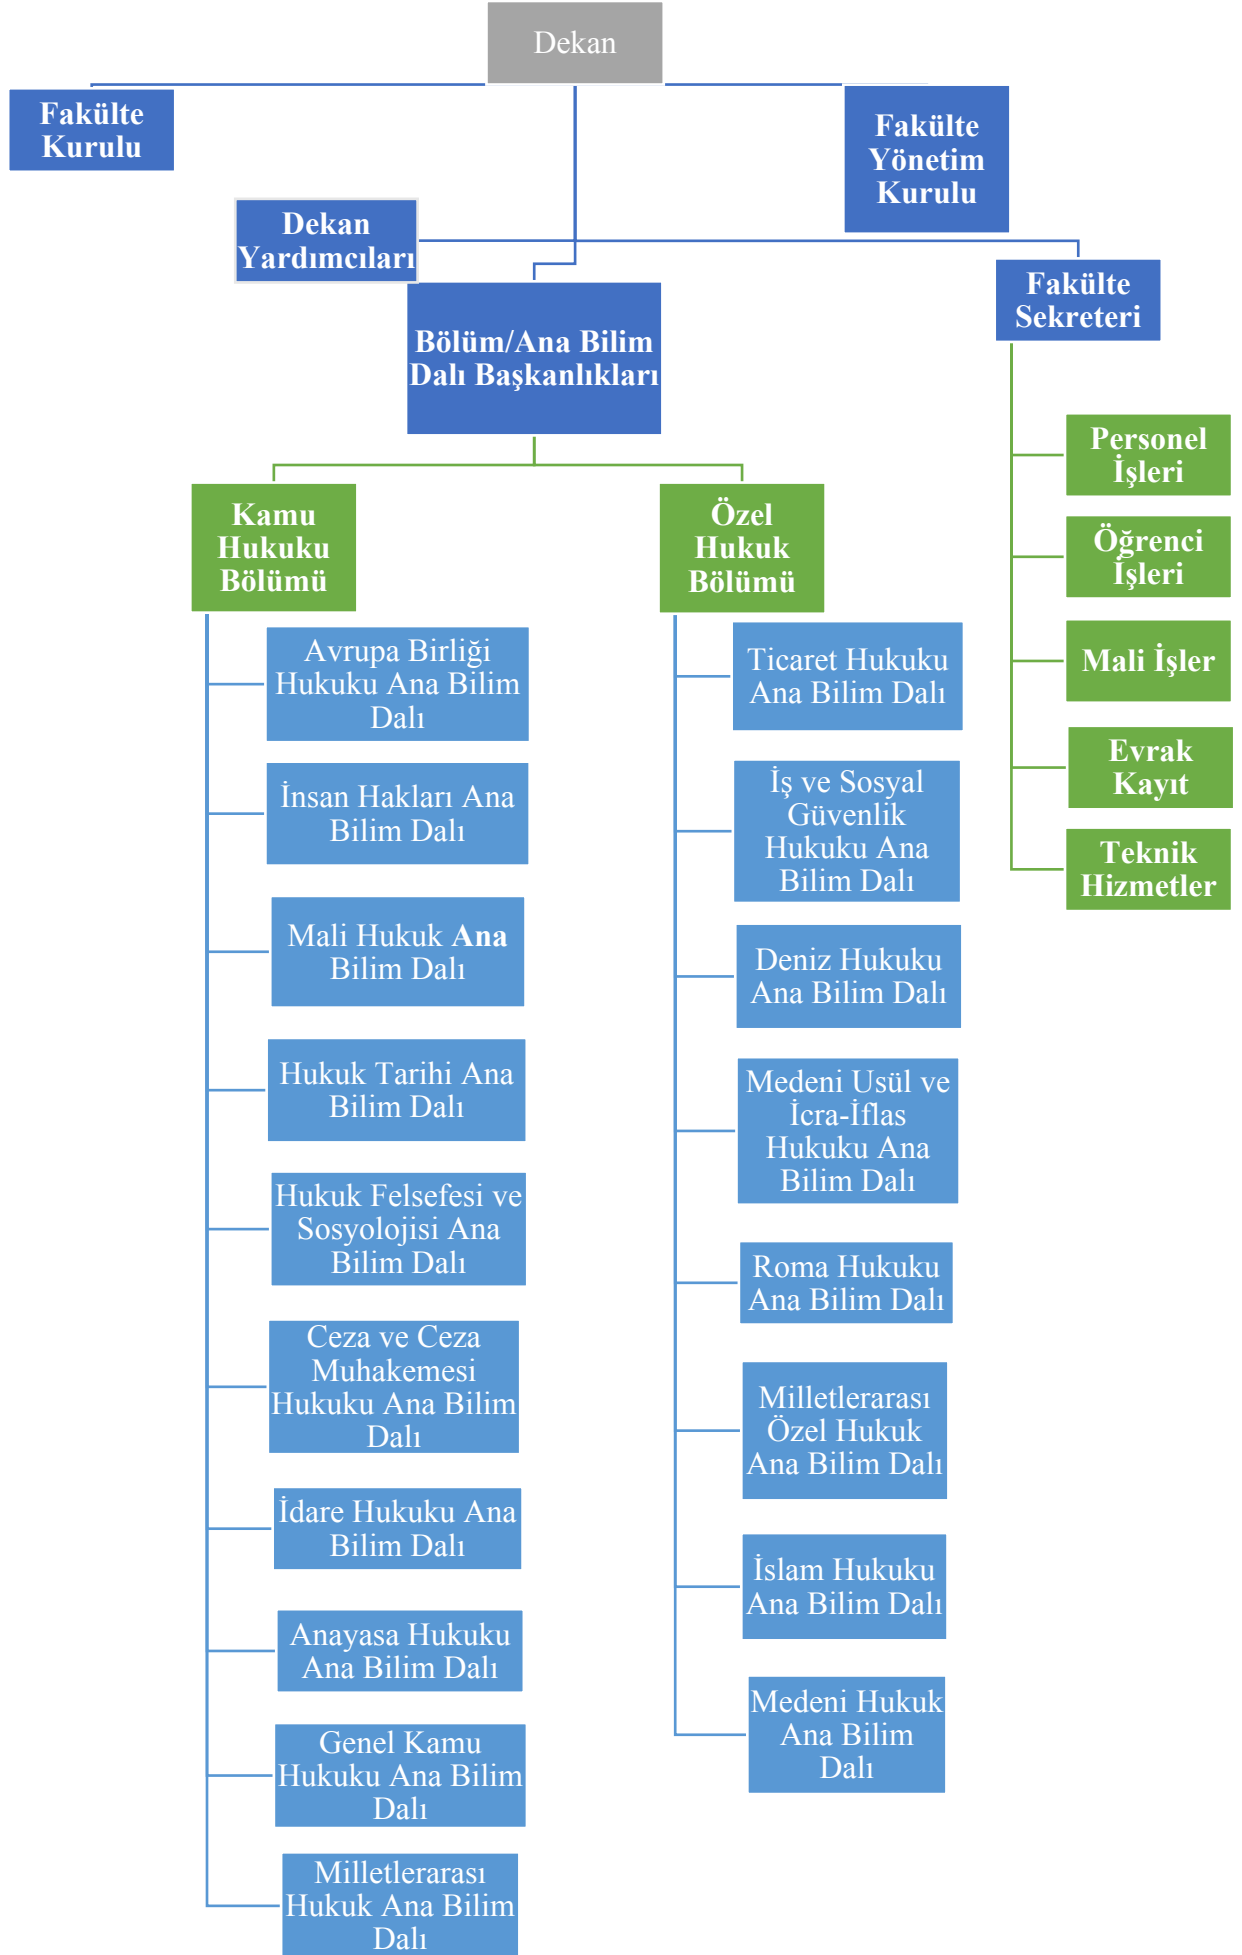 Dekan
Fakülte
Kurulu
Fakülte
Yönetim
Kurulu
Dekan
Yardımcıları
Fakülte
Sekreteri
Bölüm/Ana Bilim
Dalı Başkanlıkları
Personel
İşleri
Öğrenci
İşleri
Mali İşler
Evrak
Kayıt
Teknik
Hizmetler
Kamu
Hukuku
Bölümü
Avrupa Birliği
Hukuku Ana Bilim
Dalı
İnsan Hakları Ana
Bilim Dalı
Mali Hukuk Ana
Bilim Dalı
Hukuk Tarihi Ana
Bilim Dalı
Hukuk Felsefesi ve
Sosyolojisi Ana
Bilim Dalı
Ceza ve Ceza
Muhakemesi
Hukuku Ana Bilim
Dalı
İdare Hukuku Ana
Bilim Dalı
Anayasa Hukuku
Ana Bilim Dalı
Genel Kamu
Hukuku Ana Bilim
Dalı
Milletlerarası
Hukuk Ana Bilim
Dalı
Özel
Hukuk
Bölümü
Ticaret Hukuku
Ana Bilim Dalı
İş ve Sosyal
Güvenlik
Hukuku Ana
Bilim Dalı
Deniz Hukuku
Ana Bilim Dalı
Medeni Usül ve
İcra-İflas
Hukuku Ana
Bilim Dalı
Roma Hukuku
Ana Bilim Dalı
Milletlerarası
Özel Hukuk
Ana Bilim Dalı
İslam Hukuku
Ana Bilim Dalı
Medeni Hukuk
Ana Bilim
Dalı